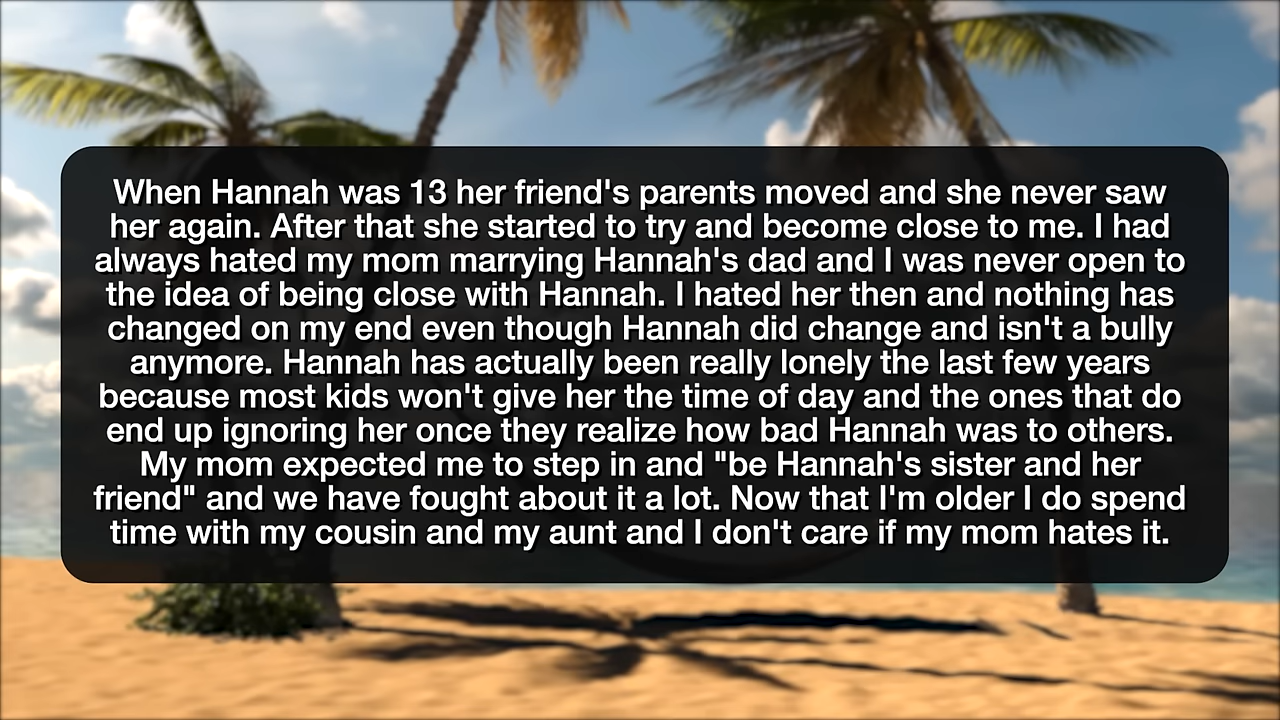 When Hannah was 13 her friend's parents moved and she never saw
her again. After that she started to try and become close to me. I had
always hated my mom marrying Hannah's dad and I was never open to
the idea of being close with Hannah. I hated her then and nothing has
changed on my end even though Hannah did change and isn't a bully
anymore. Hannah has actually been really lonely the last few years
because most kids won't give her the time of day and the ones that do
end up ignoring her once they realize how bad Hannah was to others.
My mom expected me to step in and "be Hannah's sister and her
friend" and we have fought about it a lot. Now that I'm older I do spend
time with my cousin and my aunt and I don't care if my mom hates it.